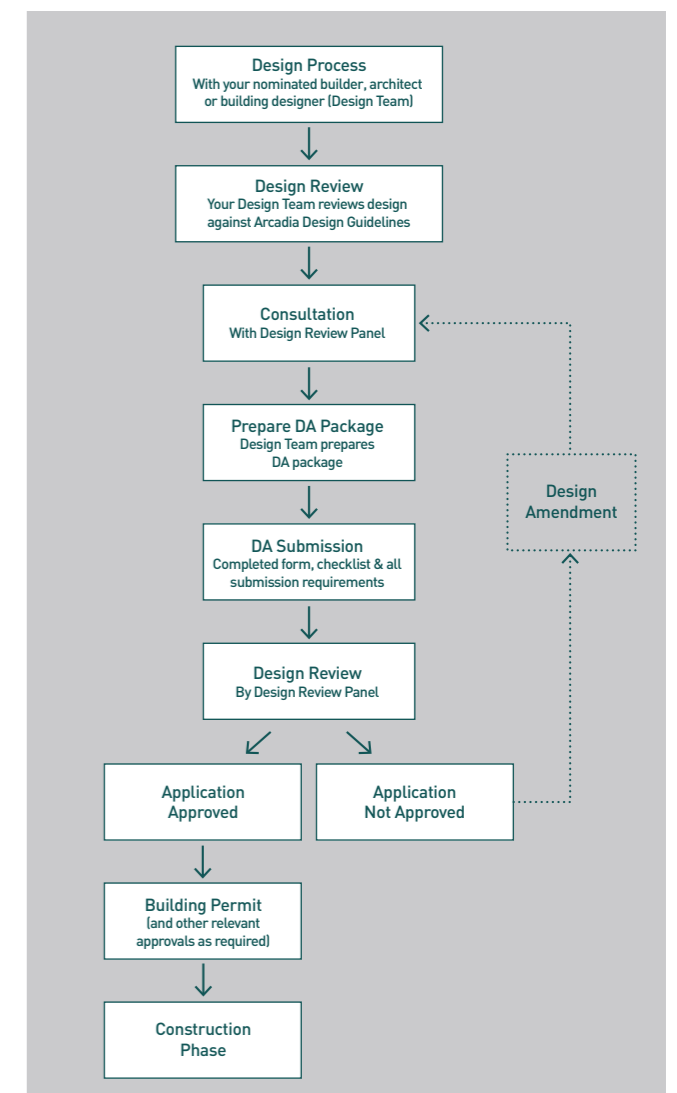 Design Process
With your nominated builder, architect
or building designer (Design Team)
Design Review
Your Design Team reviews design
against Arcadia Design Guidelines
Consultation
With Design Review Panel
Prepare DA Package
Design Team prepares
DA package
Design
Amendment
DA Submission
Completed form, checklist & all
submission requirements
Design Review
By Design Review Panel
Application
Approved
Application
Not Approved
Building Permit
(and other relevant
approvals as required)
Construction
Phase